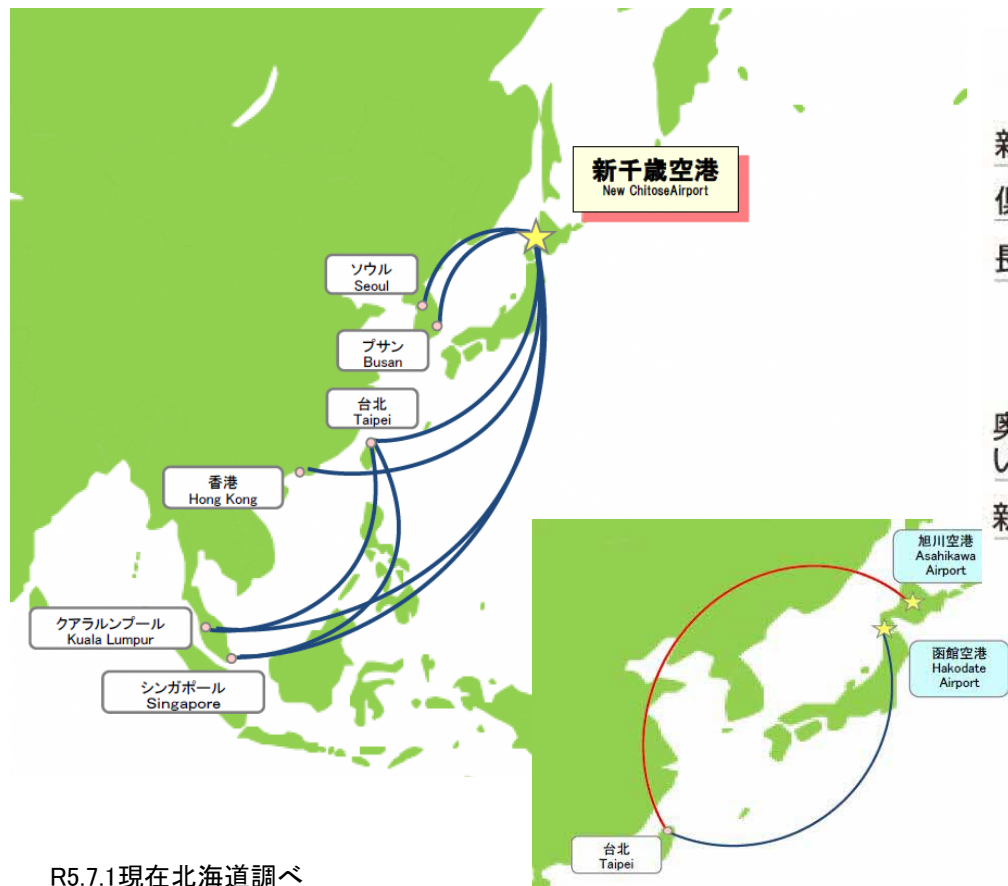 新千歳空港
New ChitoseAirport
ソウル
Seoul
プサン
Busan
台北
Taipei
香港
Hong Kong
クアラルンプール
Kuala Lumpur
シンガポール
Singapore
旭川空港
Asahikawa
Airport
函館空港
Hakodate
Airport
台北
Taipei
R5.7.1現在北海道調べ
長
奥
い